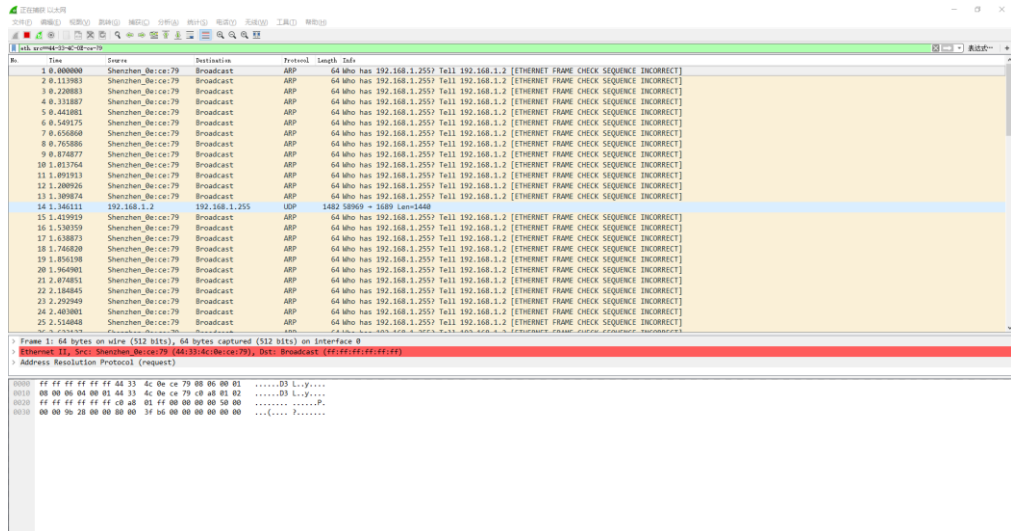 正在捕获 以太网
文件(F) 编辑(E) 视图(V) 跳转(G) 捕获(C) 分析(A) 统计(S) 电话(Y) 无线(W) 工具(T) 帮助(H)
表达式… +
No. Time Source Destination Protocol Length Info
1 0.000000 Shenzhen_0e:ce:79 Broadcast ARP 64 Who has 192.168.1.255? Tell 192.168.1.2 [ETHERNET FRAME CHECK SEQUENCE INCORRECT]
2 0.113983 Shenzhen_0e:ce:79 Broadcast ARP 64 Who has 192.168.1.255? Tell 192.168.1.2 [ETHERNET FRAME CHECK SEQUENCE INCORRECT]
3 0.220883 Shenzhen_0e:ce:79 Broadcast ARP 64 Who has 192.168.1.255? Tell 192.168.1.2 [ETHERNET FRAME CHECK SEQUENCE INCORRECT]
4 0.331887 Shenzhen_0e:ce:79 Broadcast ARP 64 Who has 192.168.1.255? Tell 192.168.1.2 [ETHERNET FRAME CHECK SEQUENCE INCORRECT]
5 0.441081 Shenzhen_0e:ce:79 Broadcast ARP 64 Who has 192.168.1.255? Tell 192.168.1.2 [ETHERNET FRAME CHECK SEQUENCE INCORRECT]
6 0.549175 Shenzhen_0e:ce:79 Broadcast ARP 64 Who has 192.168.1.255? Tell 192.168.1.2 [ETHERNET FRAME CHECK SEQUENCE INCORRECT]
7 0.656860 Shenzhen_0e:ce:79 Broadcast ARP 64 Who has 192.168.1.255? Tell 192.168.1.2 [ETHERNET FRAME CHECK SEQUENCE INCORRECT]
8 0.765886 Shenzhen_0e:ce:79 Broadcast ARP 64 Who has 192.168.1.255? Tell 192.168.1.2 [ETHERNET FRAME CHECK SEQUENCE INCORRECT]
9 0.874877 Shenzhen_0e:ce:79 Broadcast ARP 64 Who has 192.168.1.255? Tell 192.168.1.2 [ETHERNET FRAME CHECK SEQUENCE INCORRECT]
10 1.013764 Shenzhen_0e:ce:79 Broadcast ARP 64 Who has 192.168.1.255? Tell 192.168.1.2 [ETHERNET FRAME CHECK SEQUENCE INCORRECT]
11 1.091913 Shenzhen_0e:ce:79 Broadcast ARP 64 Who has 192.168.1.255? Tell 192.168.1.2 [ETHERNET FRAME CHECK SEQUENCE INCORRECT]
12 1.200926 Shenzhen_0e:ce:79 Broadcast ARP 64 Who has 192.168.1.255? Tell 192.168.1.2 [ETHERNET FRAME CHECK SEQUENCE INCORRECT]
13 1.309874 Shenzhen_0e:ce:79 Broadcast ARP 64 Who has 192.168.1.255? Tell 192.168.1.2 [ETHERNET FRAME CHECK SEQUENCE INCORRECT]
14 1.346111 192.168.1.2 192.168.1.255 UDP 1482 58969 → 1689 Len=1440
15 1.419919 Shenzhen_0e:ce:79 Broadcast ARP 64 Who has 192.168.1.255? Tell 192.168.1.2 [ETHERNET FRAME CHECK SEQUENCE INCORRECT]
16 1.530359 Shenzhen_0e:ce:79 Broadcast ARP 64 Who has 192.168.1.255? Tell 192.168.1.2 [ETHERNET FRAME CHECK SEQUENCE INCORRECT]
17 1.638873 Shenzhen_0e:ce:79 Broadcast ARP 64 Who has 192.168.1.255? Tell 192.168.1.2 [ETHERNET FRAME CHECK SEQUENCE INCORRECT]
18 1.746820 Shenzhen_0e:ce:79 Broadcast ARP 64 Who has 192.168.1.255? Tell 192.168.1.2 [ETHERNET FRAME CHECK SEQUENCE INCORRECT]
19 1.856198 Shenzhen_0e:ce:79 Broadcast ARP 64 Who has 192.168.1.255? Tell 192.168.1.2 [ETHERNET FRAME CHECK SEQUENCE INCORRECT]
20 1.964901 Shenzhen_0e:ce:79 Broadcast ARP 64 Who has 192.168.1.255? Tell 192.168.1.2 [ETHERNET FRAME CHECK SEQUENCE INCORRECT]
21 2.074851 Shenzhen_0e:ce:79 Broadcast ARP 64 Who has 192.168.1.255? Tell 192.168.1.2 [ETHERNET FRAME CHECK SEQUENCE INCORRECT]
22 2.184845 Shenzhen_0e:ce:79 Broadcast ARP 64 Who has 192.168.1.255? Tell 192.168.1.2 [ETHERNET FRAME CHECK SEQUENCE INCORRECT]
23 2.292949 Shenzhen_0e:ce:79 Broadcast ARP 64 Who has 192.168.1.255? Tell 192.168.1.2 [ETHERNET FRAME CHECK SEQUENCE INCORRECT]
24 2.403001 Shenzhen_0e:ce:79 Broadcast ARP 64 Who has 192.168.1.255? Tell 192.168.1.2 [ETHERNET FRAME CHECK SEQUENCE INCORRECT]
25 2.514048 Shenzhen_0e:ce:79 Broadcast ARP 64 Who has 192.168.1.255? Tell 192.168.1.2 [ETHERNET FRAME CHECK SEQUENCE INCORRECT]
> Frame 1: 64 bytes on wire (512 bits), 64 bytes captured (512 bits) on interface 0
> Ethernet II, Src: Shenzhen_0e:ce:79 (44:33:4c:0e:ce:79), Dst: Broadcast (ff:ff:ff:ff:ff:ff)
> Address Resolution Protocol (request)
0000 ff ff ff ff ff ff 44 33 4c 0e ce 79 08 06 00 01 ......D3 L..y....
0010 08 00 06 04 00 01 44 33 4c 0e ce 79 c0 a8 01 02 ......D3 L..y....
0020 ff ff ff ff ff ff c0 a8 01 ff 00 00 00 00 50 00 ........ ......P.
0030 00 00 9b 28 00 00 80 00 3f b6 00 00 00 00 00 00 ...(.... ?.......